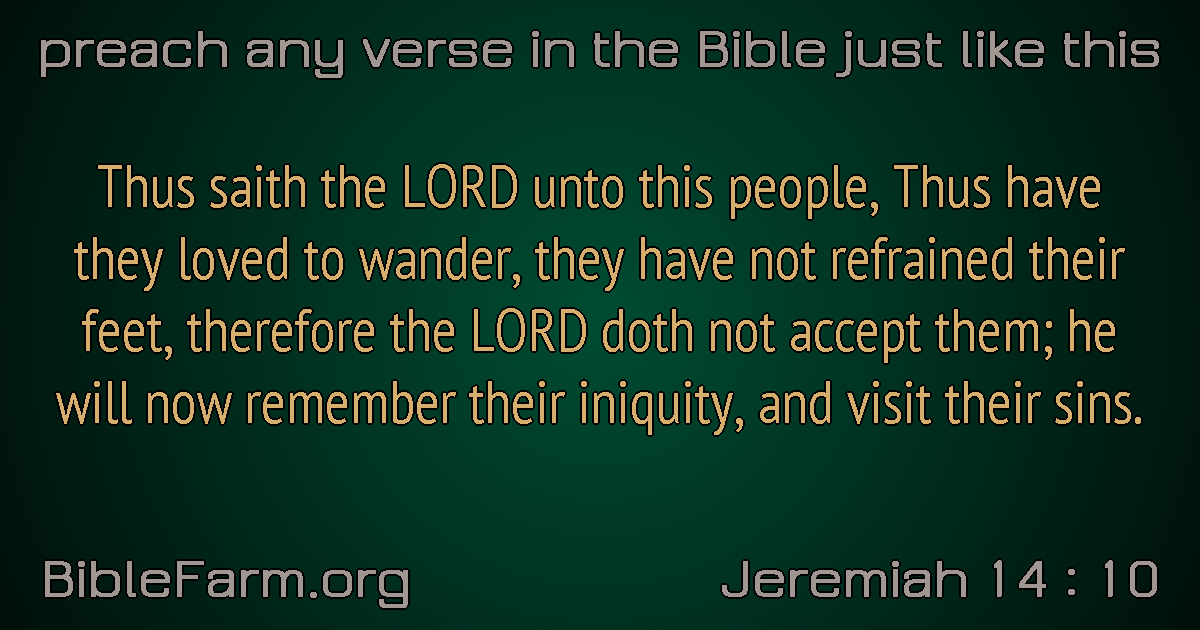 preach any verse in the Bible just like this
Thus saith the LORD unto this people, Thus have
they loved to wander, they have not refrained their
feet, therefore the LORD doth not accept them; he
will now remember their iniquity, and visit their sins.
BibleFarm.org
Jeremiah 14 : 10